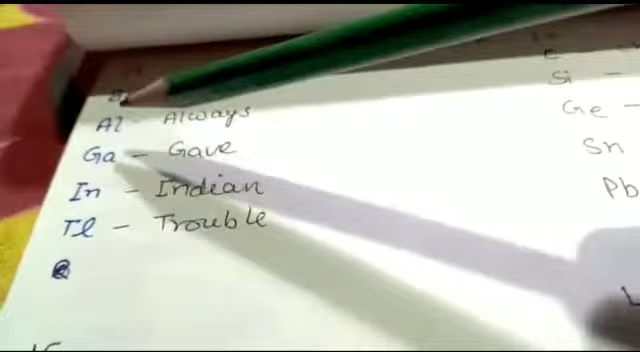 Al - Always
Ga - Gave
In - Indian
Tl - Trouble
C
Si -
Ge -
Sn
Pb